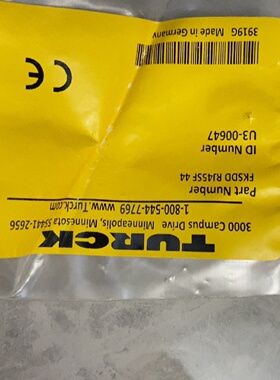 TURCK
3000 Campus Drive Minneapolis, Minnesota 55441-2656
1-800-544-7769 www.Turck.com
Part Number
FKSDD RJ45SF 44
ID Number
U3-00647
CE
3919G Made in Germany